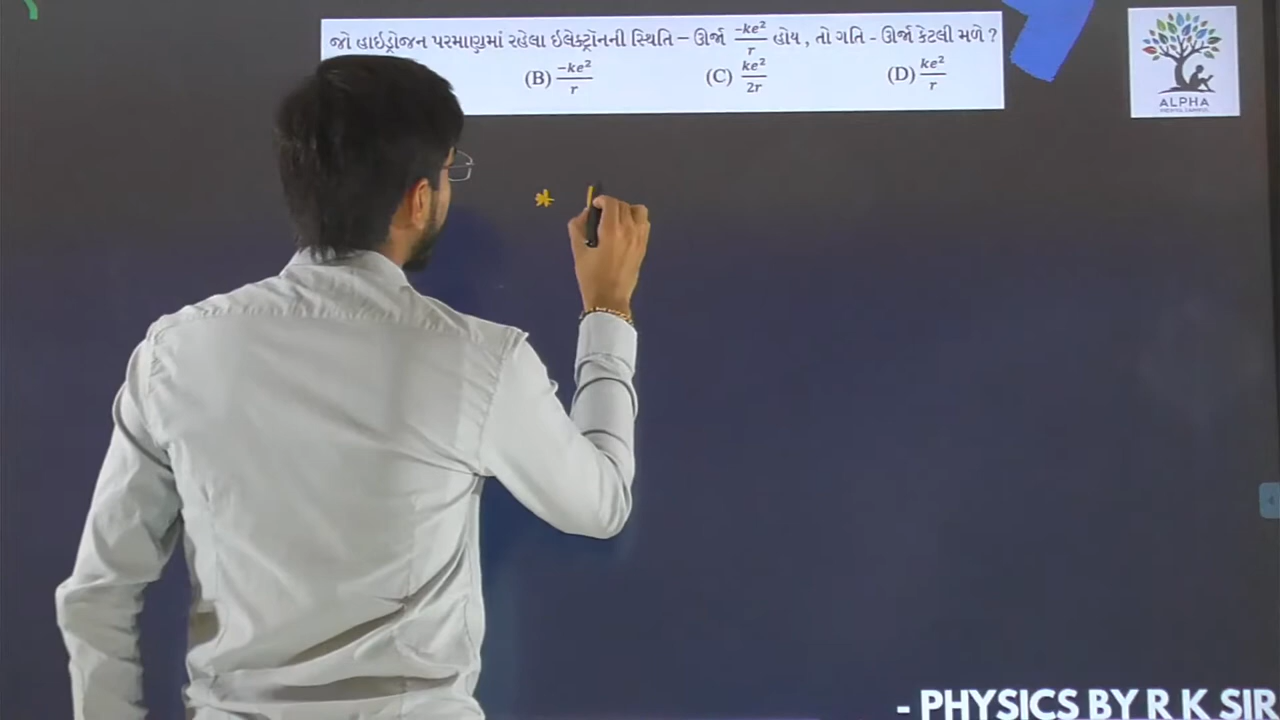 જો હાઇડ્રોજન પરમાણુમાં રહેલા ઇલેક્ટ્રૉનની સ્થિતિ – ઊર્જા -ke²/r હોય , તો ગતિ - ઊર્જા કેટલી મળે ?
(B) -ke²/r (C) ke²/2r (D) ke²/r
ALPHA
*
- PHYSICS BY R K SIR